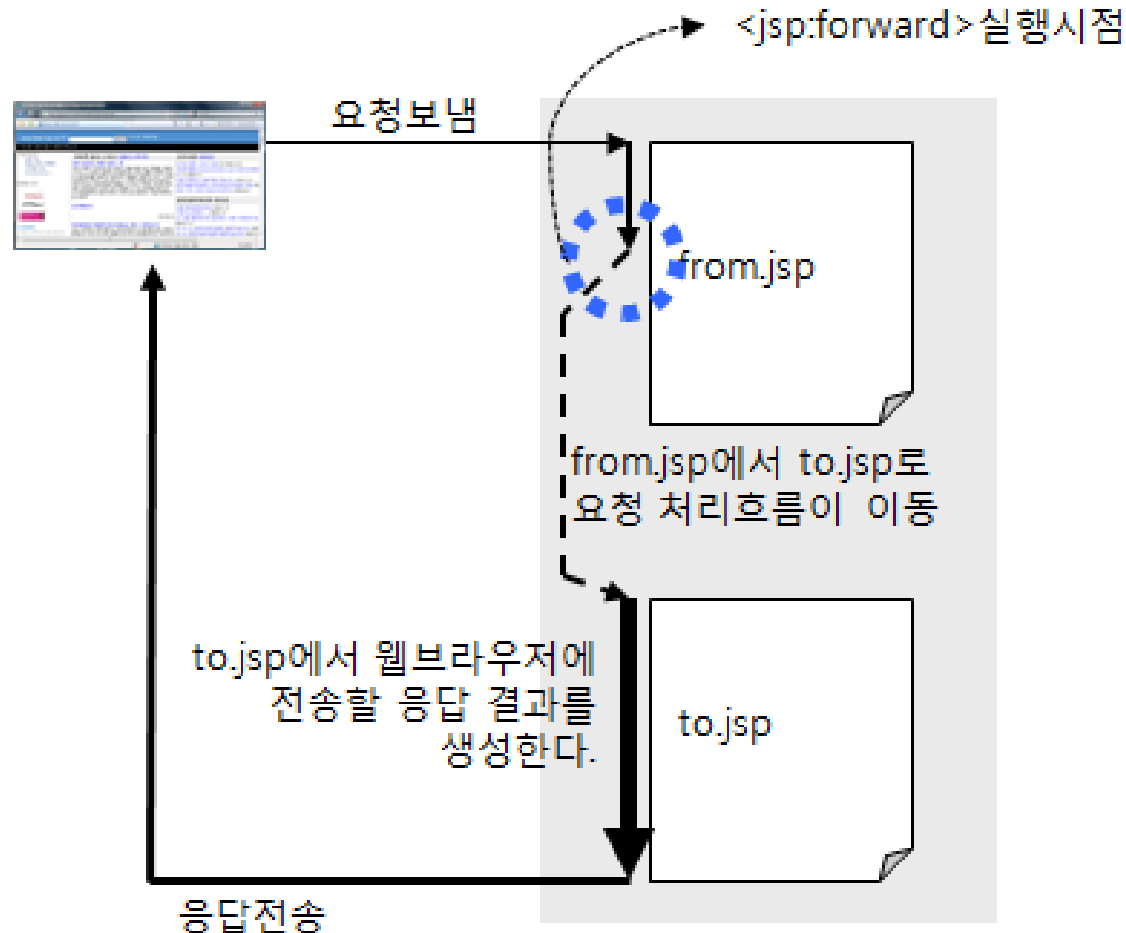 <jsp:forward>실행시점
요청보냄
from.jsp
from.jsp에서 to.jsp로
요청 처리흐름이 이동
to.jsp에서 웹브라우저에
전송할 응답 결과를
생성한다.
to.jsp
응답전송